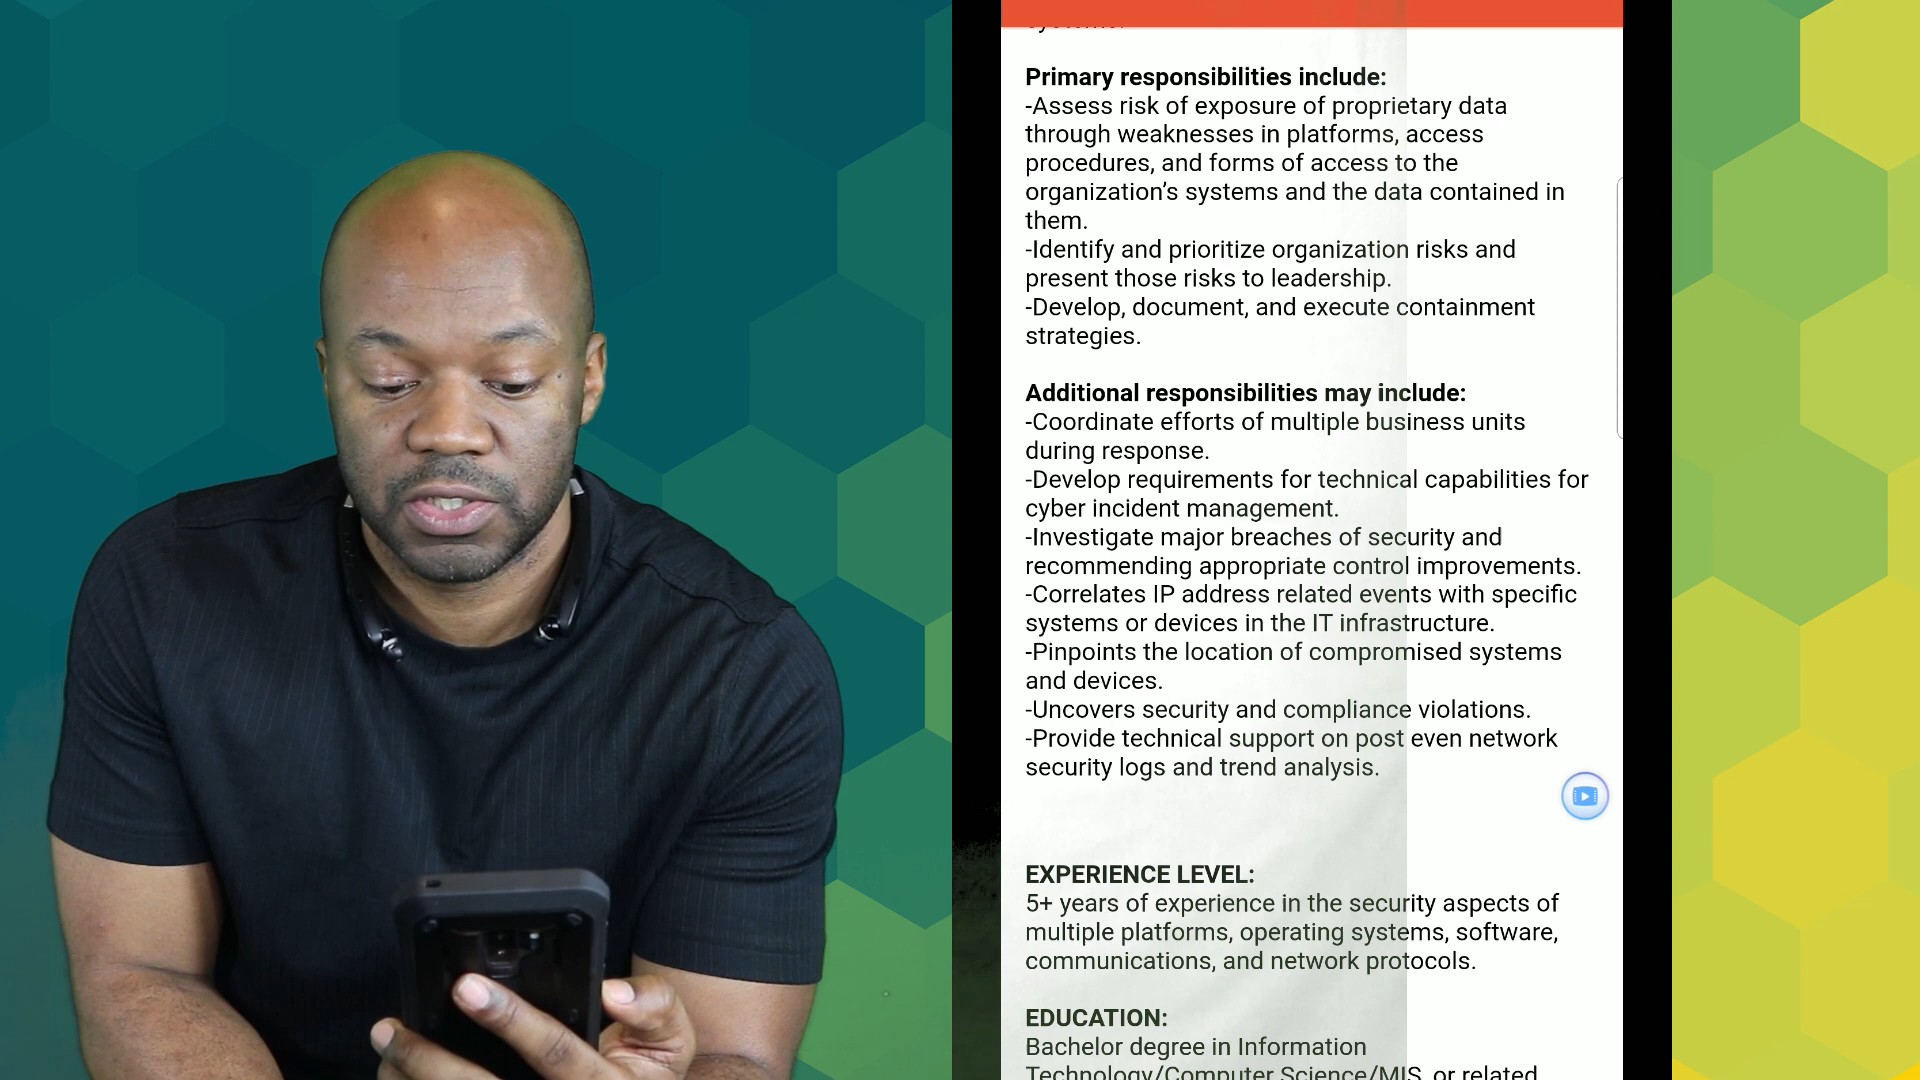 Primary responsibilities include:
-Assess risk of exposure of proprietary data
through weaknesses in platforms, access
procedures, and forms of access to the
organization’s systems and the data contained in
them.
-Identify and prioritize organization risks and
present those risks to leadership.
-Develop, document, and execute containment
strategies.
Additional responsibilities may include:
-Coordinate efforts of multiple business units
during response.
-Develop requirements for technical capabilities for
cyber incident management.
-Investigate major breaches of security and
recommending appropriate control improvements.
-Correlates IP address related events with specific
systems or devices in the IT infrastructure.
-Pinpoints the location of compromised systems
and devices.
-Uncovers security and compliance violations.
-Provide technical support on post even network
security logs and trend analysis.
EXPERIENCE LEVEL:
5+ years of experience in the security aspects of
multiple platforms, operating systems, software,
communications, and network protocols.
EDUCATION:
Bachelor degree in Information
Technology/Computer Science/MIS, or related